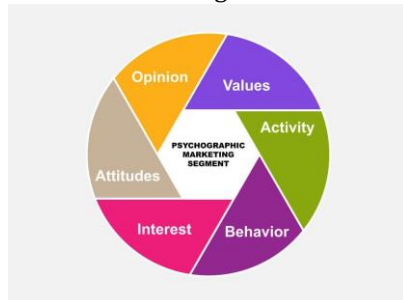 Opinion
Values
Activity
PSYCHOGRAPHIC
MARKETING
SEGMENT
Attitudes
Interest
Behavior